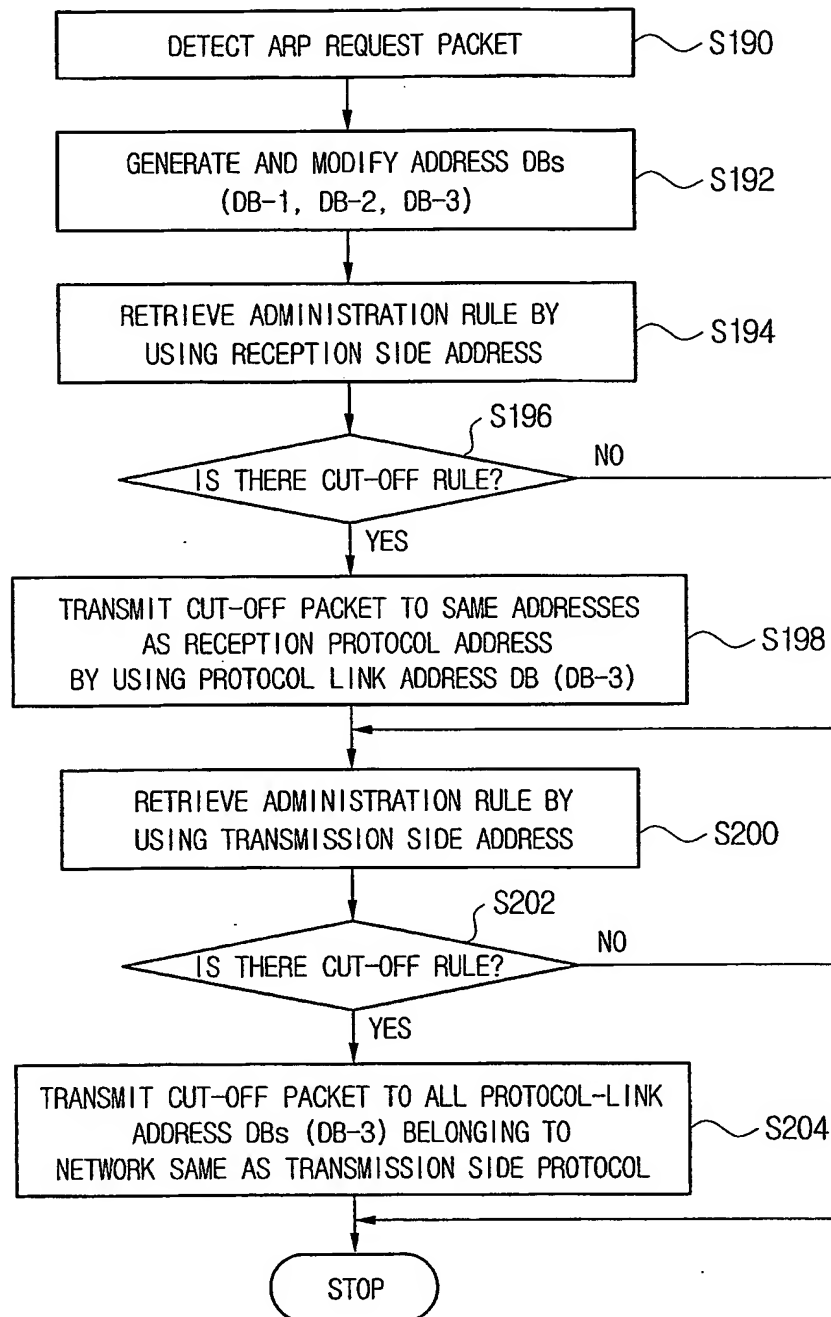 DETECT ARP REQUEST PACKET
S190
GENERATE AND MODIFY ADDRESS DBs
(DB-1, DB-2, DB-3)
S192
RETRIEVE ADMINISTRATION RULE BY
USING RECEPTION SIDE ADDRESS
S194
S196
IS THERE CUT-OFF RULE?
NO
YES
TRANSMIT CUT-OFF PACKET TO SAME ADDRESSES
AS RECEPTION PROTOCOL ADDRESS
BY USING PROTOCOL LINK ADDRESS DB (DB-3)
S198
RETRIEVE ADMINISTRATION RULE BY
USING TRANSMISSION SIDE ADDRESS
S200
S202
IS THERE CUT-OFF RULE?
NO
YES
TRANSMIT CUT-OFF PACKET TO ALL PROTOCOL-LINK
ADDRESS DBs (DB-3) BELONGING TO
NETWORK SAME AS TRANSMISSION SIDE PROTOCOL
S204
STOP